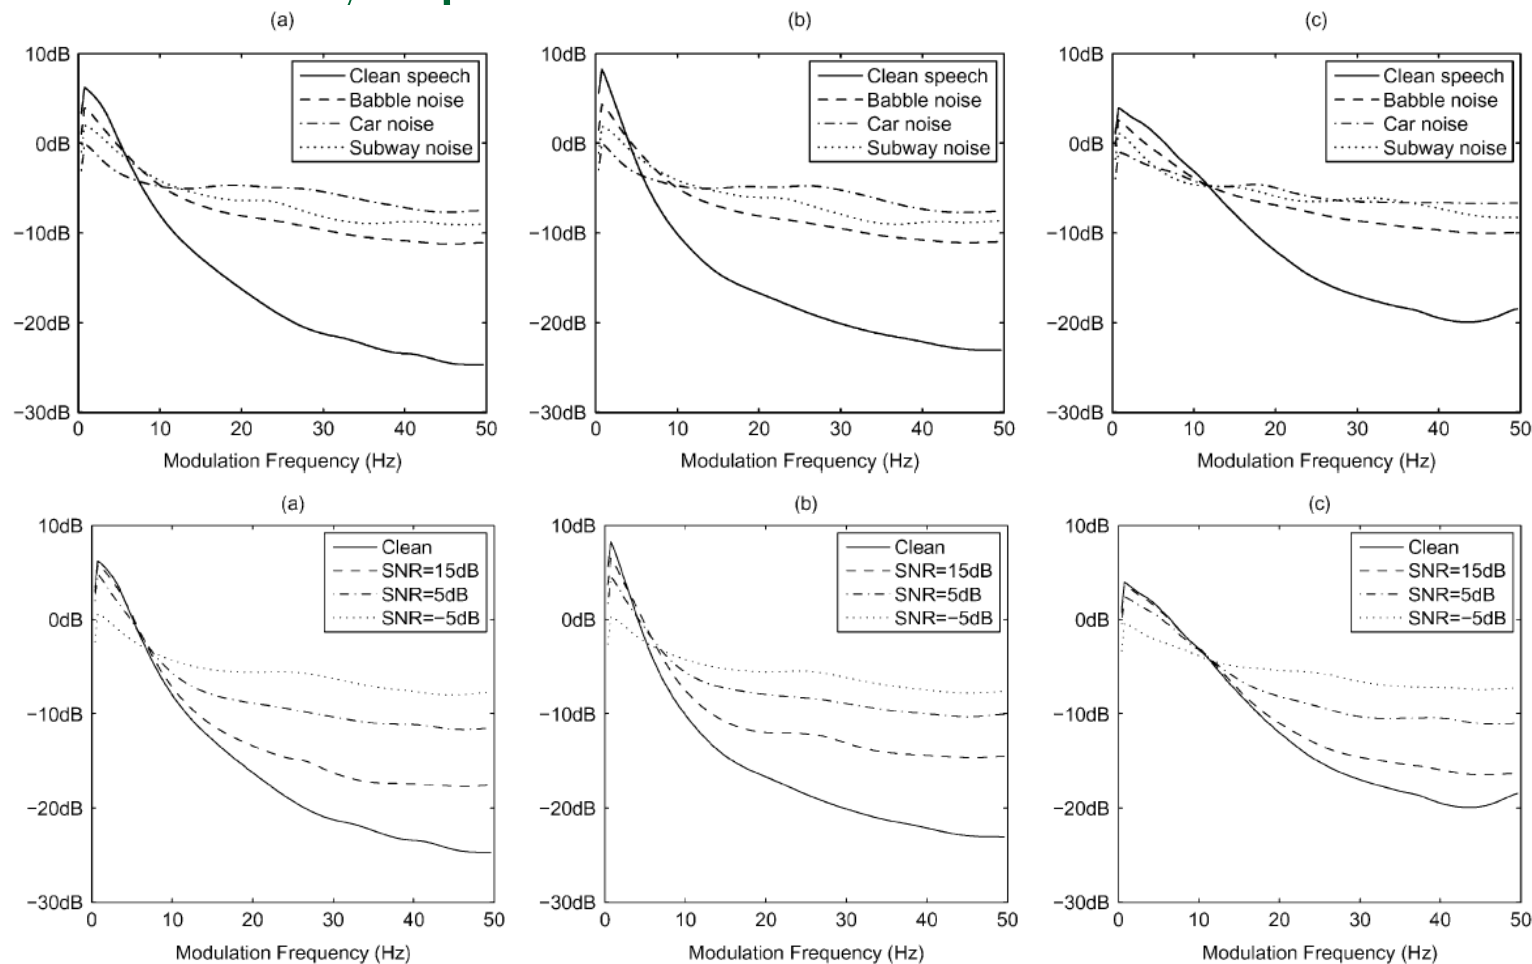 (a)
10dB
0dB
−10dB
−20dB
−30dB
0 10 20 30 40 50
Modulation Frequency (Hz)
Clean speech
Babble noise
Car noise
Subway noise
(b)
10dB
0dB
−10dB
−20dB
−30dB
0 10 20 30 40 50
Modulation Frequency (Hz)
Clean speech
Babble noise
Car noise
Subway noise
(c)
10dB
0dB
−10dB
−20dB
−30dB
0 10 20 30 40 50
Modulation Frequency (Hz)
Clean speech
Babble noise
Car noise
Subway noise
(a)
10dB
0dB
−10dB
−20dB
−30dB
0 10 20 30 40 50
Modulation Frequency (Hz)
Clean
SNR=15dB
SNR=5dB
SNR=−5dB
(b)
10dB
0dB
−10dB
−20dB
−30dB
0 10 20 30 40 50
Modulation Frequency (Hz)
Clean
SNR=15dB
SNR=5dB
SNR=−5dB
(c)
10dB
0dB
−10dB
−20dB
−30dB
0 10 20 30 40 50
Modulation Frequency (Hz)
Clean
SNR=15dB
SNR=5dB
SNR=−5dB